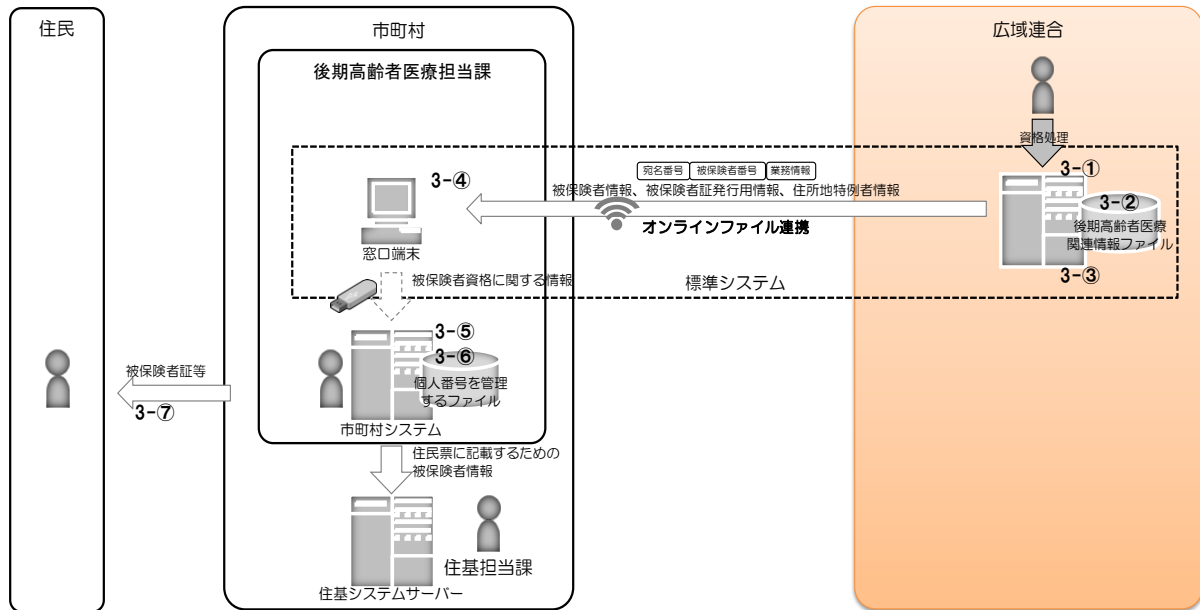 住民
市町村
広域連合
後期高齢者医療担当課
資格処理
宛名番号 被保険者番号 業務情報
3-①
3-④
被保険者情報、被保険者証発行用情報、住所地特例者情報
3-②
オンラインファイル連携
後期高齢者医療
関連情報ファイル
窓口端末
被保険者資格に関する情報
標準システム
3-③
3-⑤
3-⑥
被保険者証等
個人番号を管理
するファイル
3-⑦
市町村システム
住民票に記載するための
被保険者情報
住基担当課
住基システムサーバー